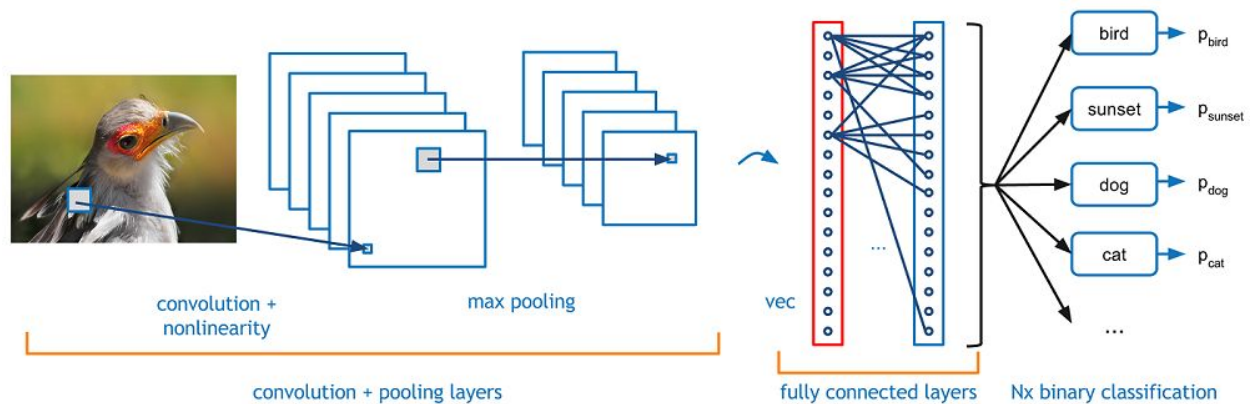 bird
p_bird
sunset
p_sunset
dog
p_dog
cat
p_cat
...
...
convolution +
nonlinearity
max pooling
vec
convolution + pooling layers
fully connected layers
Nx binary classification